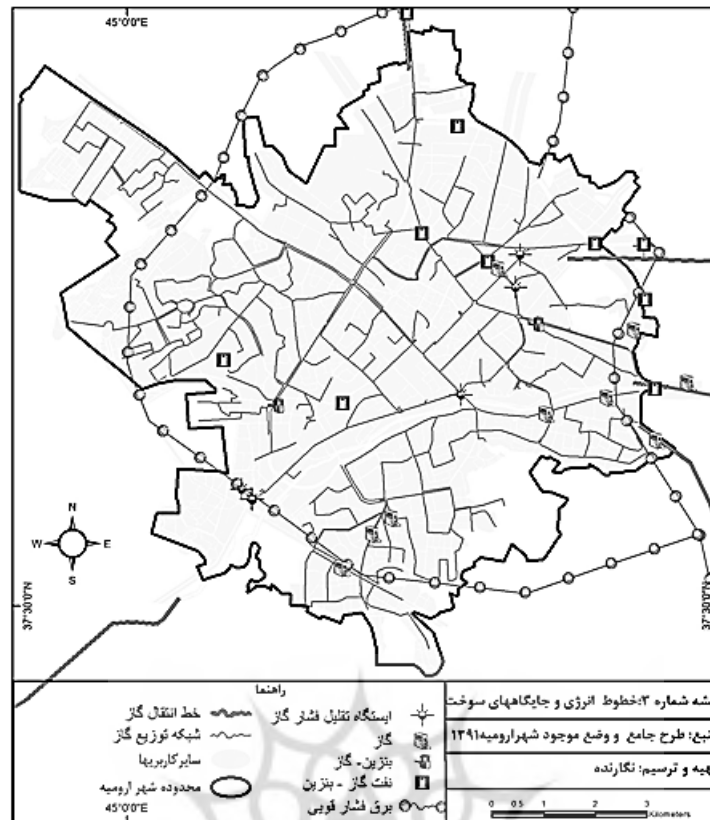 45°0'0"E
N
W
E
S
37°30'0"N
37°30'0"N
راهنما
ایستگاه تقلیل فشار گاز
گاز
بنزین- گاز
نفت گاز - بنزین
برق فشار قویی
خط انتقال گاز
شبکه توزیع گاز
سایرکاربریها
محدوده شهر ارومیه
45°0'0"E
شه شماره ۳:خطوط انرژی و جایگاههای سوخت
نبع: طرح جامع و وضع موجود شهرارومیه۱۳۹۱
هیه و ترسیم: نگارنده
0 0.5 1 2 3
Kilometers